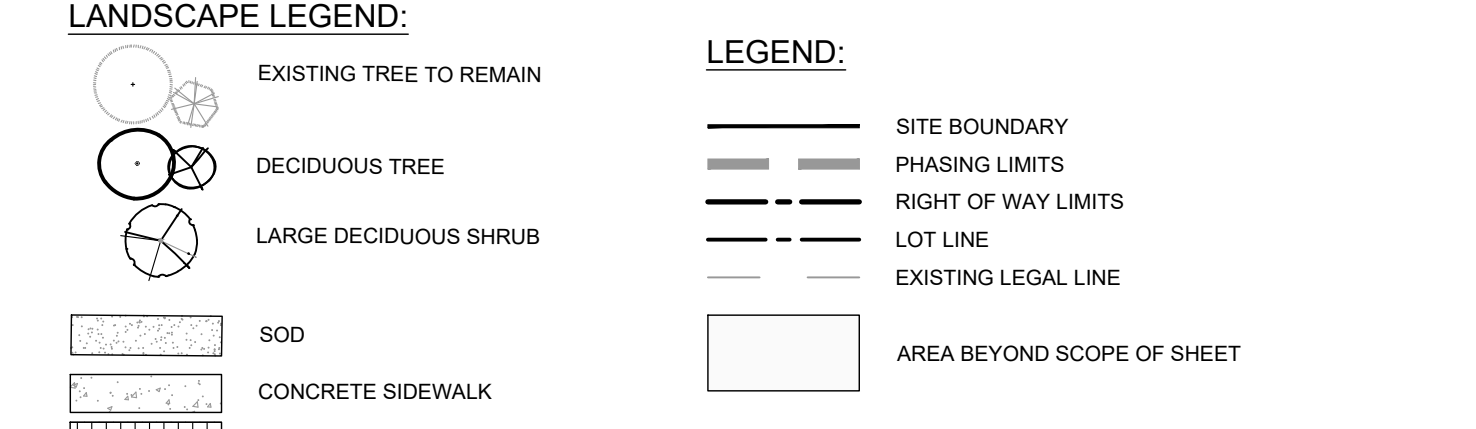 LANDSCAPE LEGEND:
EXISTING TREE TO REMAIN
DECIDUOUS TREE
LARGE DECIDUOUS SHRUB
SOD
CONCRETE SIDEWALK
LEGEND:
SITE BOUNDARY
PHASING LIMITS
RIGHT OF WAY LIMITS
LOT LINE
EXISTING LEGAL LINE
AREA BEYOND SCOPE OF SHEET